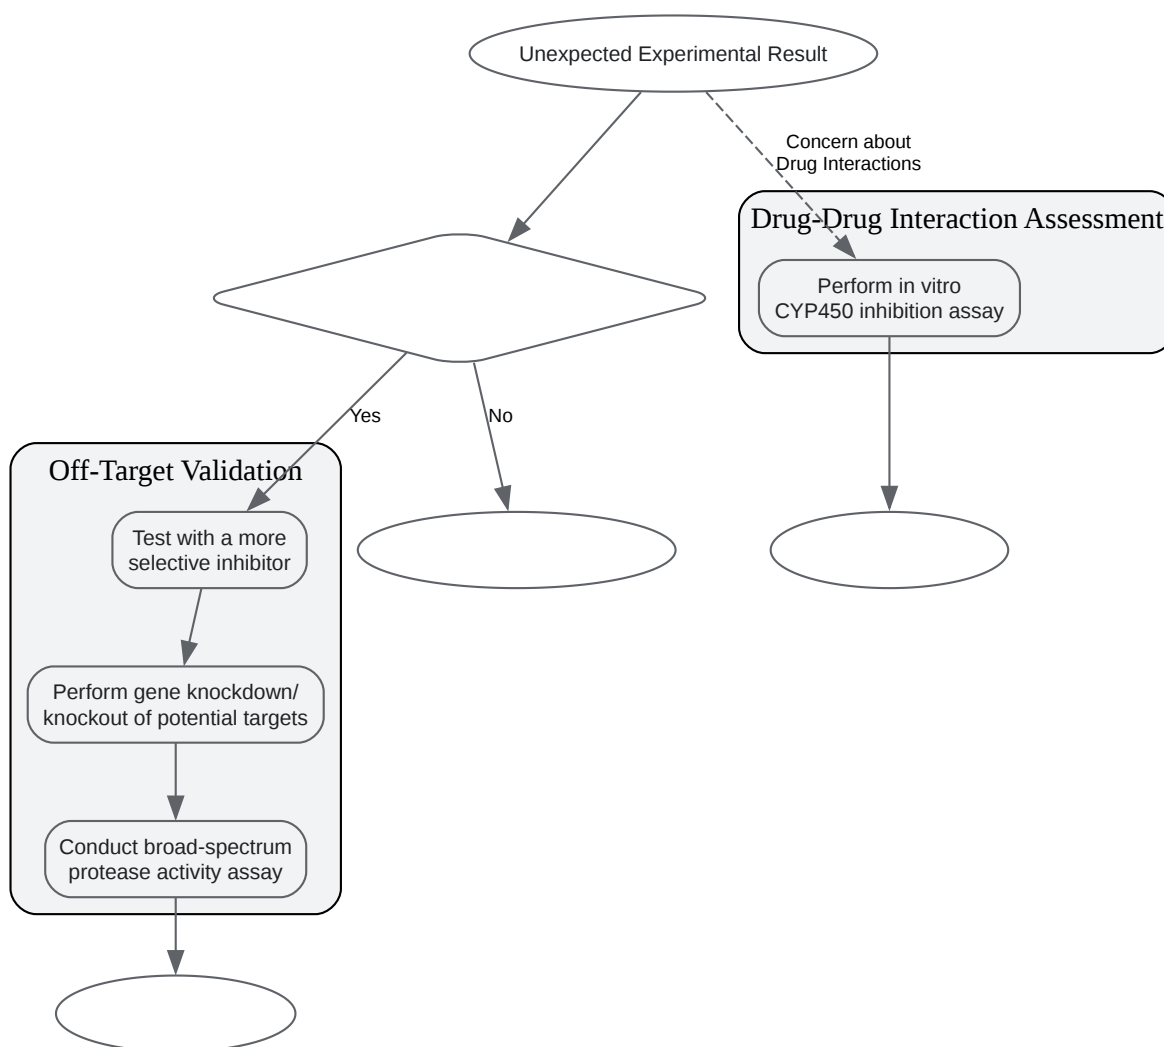 Unexpected Experimental Result
Concern about
Drug Interactions
Drug-Drug Interaction Assessment
Perform in vitro
CYP450 inhibition assay
Yes
No
Off-Target Validation
Test with a more
selective inhibitor
Perform gene knockdown/
knockout of potential targets
Conduct broad-spectrum
protease activity assay